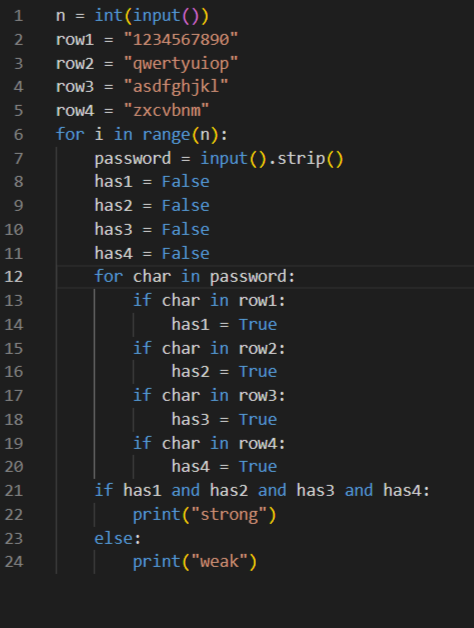 1 n = int(input())
2 row1 = "1234567890"
3 row2 = "qwertyuiop"
4 row3 = "asdfghjkl"
5 row4 = "zxcvbnm"
6 for i in range(n):
7     password = input().strip()
8     has1 = False
9     has2 = False
10     has3 = False
11     has4 = False
12     for char in password:
13         if char in row1:
14             has1 = True
15         if char in row2:
16             has2 = True
17         if char in row3:
18             has3 = True
19         if char in row4:
20             has4 = True
21     if has1 and has2 and has3 and has4:
22         print("strong")
23     else:
24         print("weak")